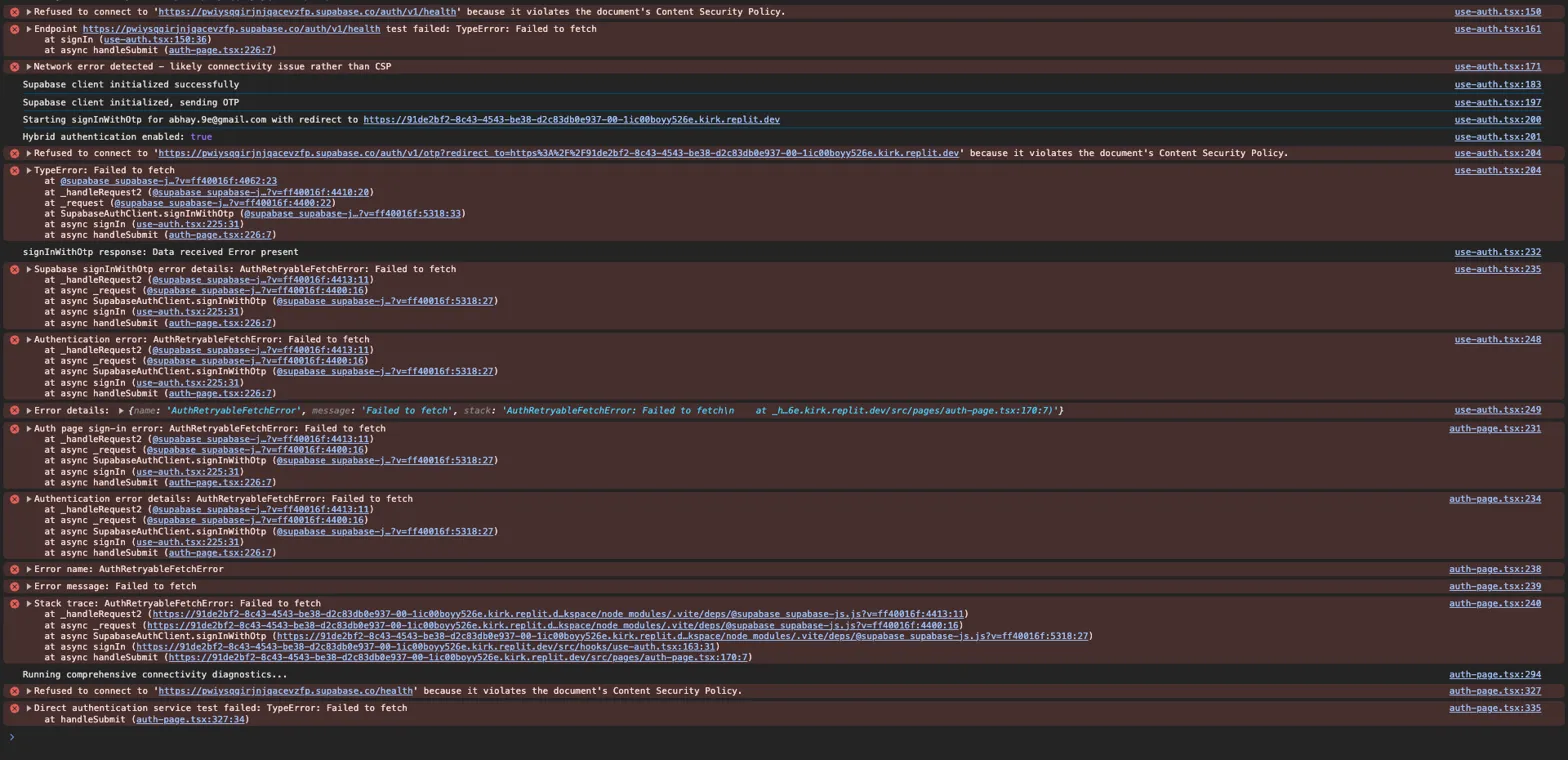 Refused to connect to 'https://pwiysqqirjnjqacevzfp.supabase.co/auth/v1/health' because it violates the document's Content Security Policy. use-auth.tsx:150
Endpoint https://pwiysqqirjnjqacevzfp.supabase.co/auth/v1/health test failed: TypeError: Failed to fetch use-auth.tsx:161
at signIn (use-auth.tsx:150:36)
at async handleSubmit (auth-page.tsx:226:7)
Network error detected – likely connectivity issue rather than CSP use-auth.tsx:171
Supabase client initialized successfully use-auth.tsx:183
Supabase client initialized, sending OTP use-auth.tsx:197
Starting signInWithOtp for abhay.9e@gmail.com with redirect to https://91de2bf2-8c43-4543-be38-d2c83db0e937-00-1ic00boyy526e.kirk.replit.dev use-auth.tsx:200
Hybrid authentication enabled: true use-auth.tsx:201
Refused to connect to 'https://pwiysqqirjnjqacevzfp.supabase.co/auth/v1/otp?redirect_to=https%3A%2F%2F91de2bf2-8c43-4543-be38-d2c83db0e937-00-1ic00boyy526e.kirk.replit.dev' because it violates the document's Content Security Policy. use-auth.tsx:204
TypeError: Failed to fetch use-auth.tsx:204
at @supabase_supabase-j…?v=ff40016f:4062:23
at _handleRequest2 (@supabase_supabase-j…?v=ff40016f:4410:20)
at _request (@supabase_supabase-j…?v=ff40016f:4400:22)
at SupabaseAuthClient.signInWithOtp (@supabase_supabase-j…?v=ff40016f:5318:33)
at async signIn (use-auth.tsx:225:31)
at async handleSubmit (auth-page.tsx:226:7)
signInWithOtp response: Data received Error present use-auth.tsx:232
Supabase signInWithOtp error details: AuthRetryableFetchError: Failed to fetch use-auth.tsx:235
at _handleRequest2 (@supabase_supabase-j…?v=ff40016f:4413:11)
at async _request (@supabase_supabase-j…?v=ff40016f:4400:16)
at async SupabaseAuthClient.signInWithOtp (@supabase_supabase-j…?v=ff40016f:5318:27)
at async signIn (use-auth.tsx:225:31)
at async handleSubmit (auth-page.tsx:226:7)
Authentication error: AuthRetryableFetchError: Failed to fetch use-auth.tsx:248
at _handleRequest2 (@supabase_supabase-j…?v=ff40016f:4413:11)
at async _request (@supabase_supabase-j…?v=ff40016f:4400:16)
at async SupabaseAuthClient.signInWithOtp (@supabase_supabase-j…?v=ff40016f:5318:27)
at async signIn (use-auth.tsx:225:31)
at async handleSubmit (auth-page.tsx:226:7)
Error details: {name: 'AuthRetryableFetchError', message: 'Failed to fetch', stack: 'AuthRetryableFetchError: Failed to fetch\n    at _h…6e.kirk.replit.dev/src/pages/auth-page.tsx:170:7)'} use-auth.tsx:249
Auth page sign-in error: AuthRetryableFetchError: Failed to fetch auth-page.tsx:231
at _handleRequest2 (@supabase_supabase-j…?v=ff40016f:4413:11)
at async _request (@supabase_supabase-j…?v=ff40016f:4400:16)
at async SupabaseAuthClient.signInWithOtp (@supabase_supabase-j…?v=ff40016f:5318:27)
at async signIn (use-auth.tsx:225:31)
at async handleSubmit (auth-page.tsx:226:7)
Authentication error details: AuthRetryableFetchError: Failed to fetch auth-page.tsx:234
at _handleRequest2 (@supabase_supabase-j…?v=ff40016f:4413:11)
at async _request (@supabase_supabase-j…?v=ff40016f:4400:16)
at async SupabaseAuthClient.signInWithOtp (@supabase_supabase-j…?v=ff40016f:5318:27)
at async signIn (use-auth.tsx:225:31)
at async handleSubmit (auth-page.tsx:226:7)
Error name: AuthRetryableFetchError auth-page.tsx:238
Error message: Failed to fetch auth-page.tsx:239
Stack trace: AuthRetryableFetchError: Failed to fetch auth-page.tsx:240
at _handleRequest2 (https://91de2bf2-8c43-4543-be38-d2c83db0e937-00-1ic00boyy526e.kirk.replit.d…kspace/node_modules/.vite/deps/@supabase_supabase-js.js?v=ff40016f:4413:11)
at async _request (https://91de2bf2-8c43-4543-be38-d2c83db0e937-00-1ic00boyy526e.kirk.replit.d…kspace/node_modules/.vite/deps/@supabase_supabase-js.js?v=ff40016f:4400:16)
at async SupabaseAuthClient.signInWithOtp (https://91de2bf2-8c43-4543-be38-d2c83db0e937-00-1ic00boyy526e.kirk.replit.d…kspace/node_modules/.vite/deps/@supabase_supabase-js.js?v=ff40016f:5318:27)
at async signIn (https://91de2bf2-8c43-4543-be38-d2c83db0e937-00-1ic00boyy526e.kirk.replit.dev/src/hooks/use-auth.tsx:163:31)
at async handleSubmit (https://91de2bf2-8c43-4543-be38-d2c83db0e937-00-1ic00boyy526e.kirk.replit.dev/src/pages/auth-page.tsx:170:7)
Running comprehensive connectivity diagnostics... auth-page.tsx:294
Refused to connect to 'https://pwiysqqirjnjqacevzfp.supabase.co/health' because it violates the document's Content Security Policy. auth-page.tsx:327
Direct authentication service test failed: TypeError: Failed to fetch auth-page.tsx:335
at handleSubmit (auth-page.tsx:327:34)